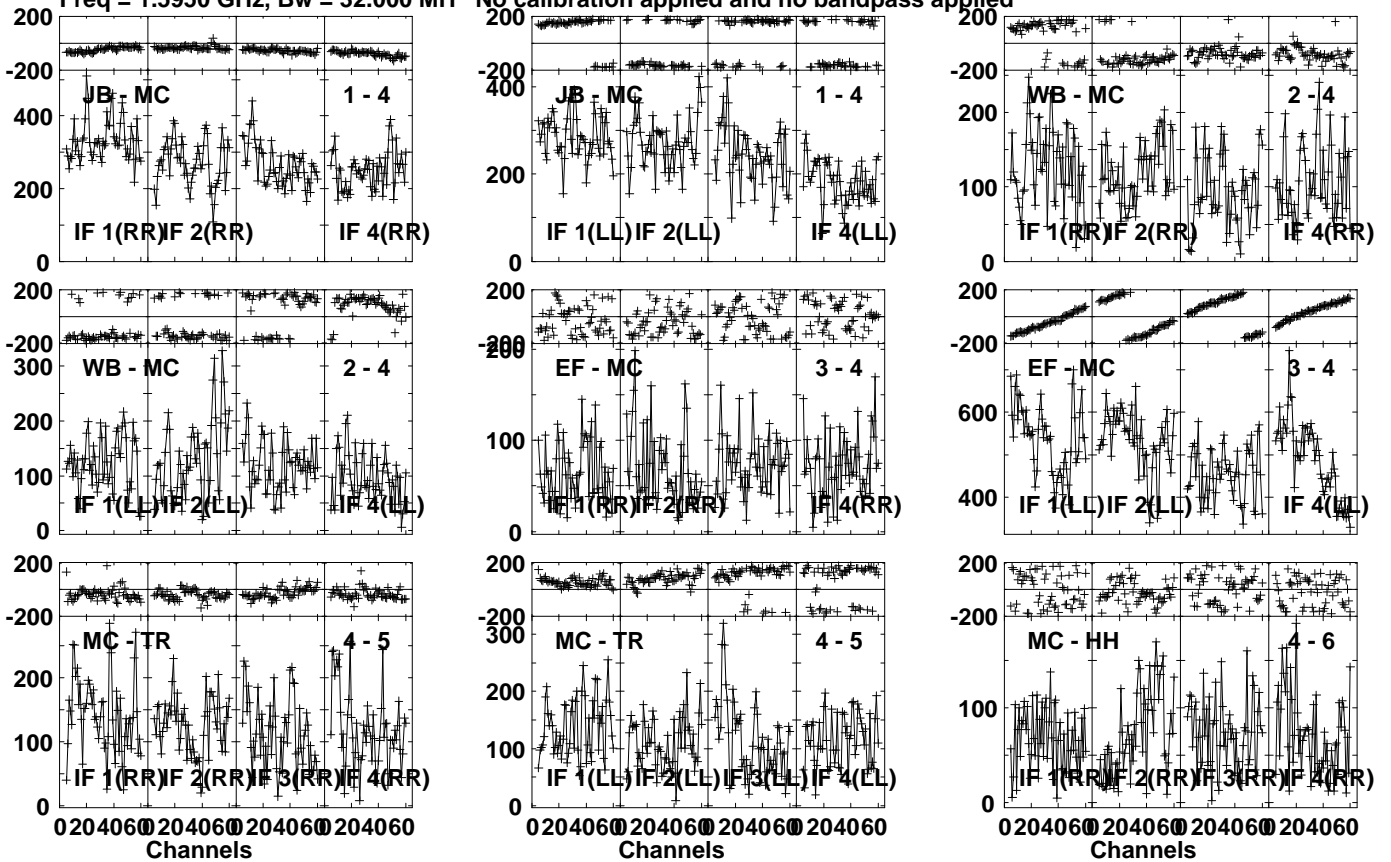 Freq = 1.5950 GHz, Bw = 32.000 MH No calibration applied and no bandpass applied
200
-200
400
200
0
JB - MC 1 - 4
IF 1(RR) IF 2(RR) IF 4(RR)
200
-200
400
200
0
JB - MC 1 - 4
IF 1(LL) IF 2(LL) IF 4(LL)
200
-200
200
100
0
WB - MC 2 - 4
IF 1(RR) IF 2(RR) IF 4(RR)
200
-200
300
200
100
0
WB - MC 2 - 4
IF 1(LL) IF 2(LL) IF 4(LL)
200
-200
200
100
0
EF - MC 3 - 4
IF 1(RR) IF 2(RR) IF 4(RR)
200
-200
600
400
EF - MC 3 - 4
IF 1(LL) IF 2(LL) IF 4(LL)
200
-200
200
100
0
MC - TR 4 - 5
IF 1(RR) IF 2(RR) IF 3(RR) IF 4(RR)
0 20 40 60 0 20 40 60 0 20 40 60 0 20 40 60
Channels
200
-200
300
200
100
0
MC - TR 4 - 5
IF 1(LL) IF 2(LL) IF 3(LL) IF 4(LL)
0 20 40 60 0 20 40 60 0 20 40 60 0 20 40 60
Channels
200
-200
100
0
MC - HH 4 - 6
IF 1(RR) IF 2(RR) IF 3(RR) IF 4(RR)
0 20 40 60 0 20 40 60 0 20 40 60 0 20 40 60
Channels